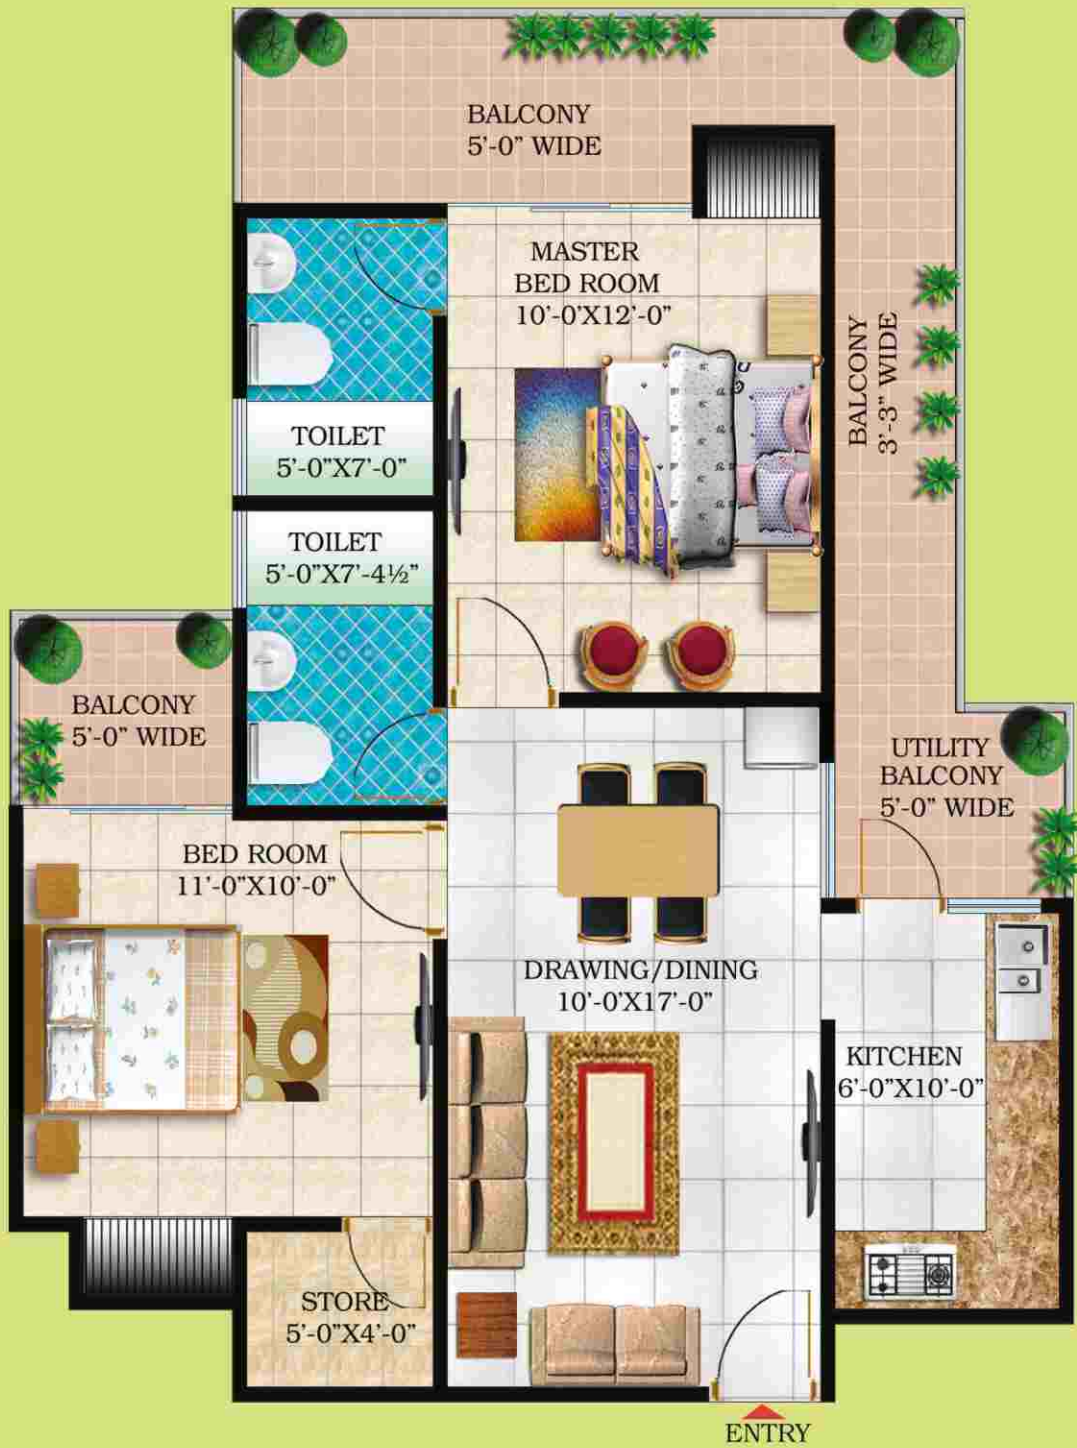 BALCONY
5'-0" WIDE
MASTER
BED ROOM
10'-0'X12'-0"
BALCONY
3'-3" WIDE
TOILET
5'-0"X7'-0"
TOILET
5'-0"X7'-4½"
BALCONY
5'-0" WIDE
UTILITY
BALCONY
5'-0" WIDE
BED ROOM
11'-0"X10'-0"
DRAWING/DINING
10'-0'X17'-0"
KITCHEN
6'-0"X10'-0"
STORE
5'-0"X4'-0"
ENTRY